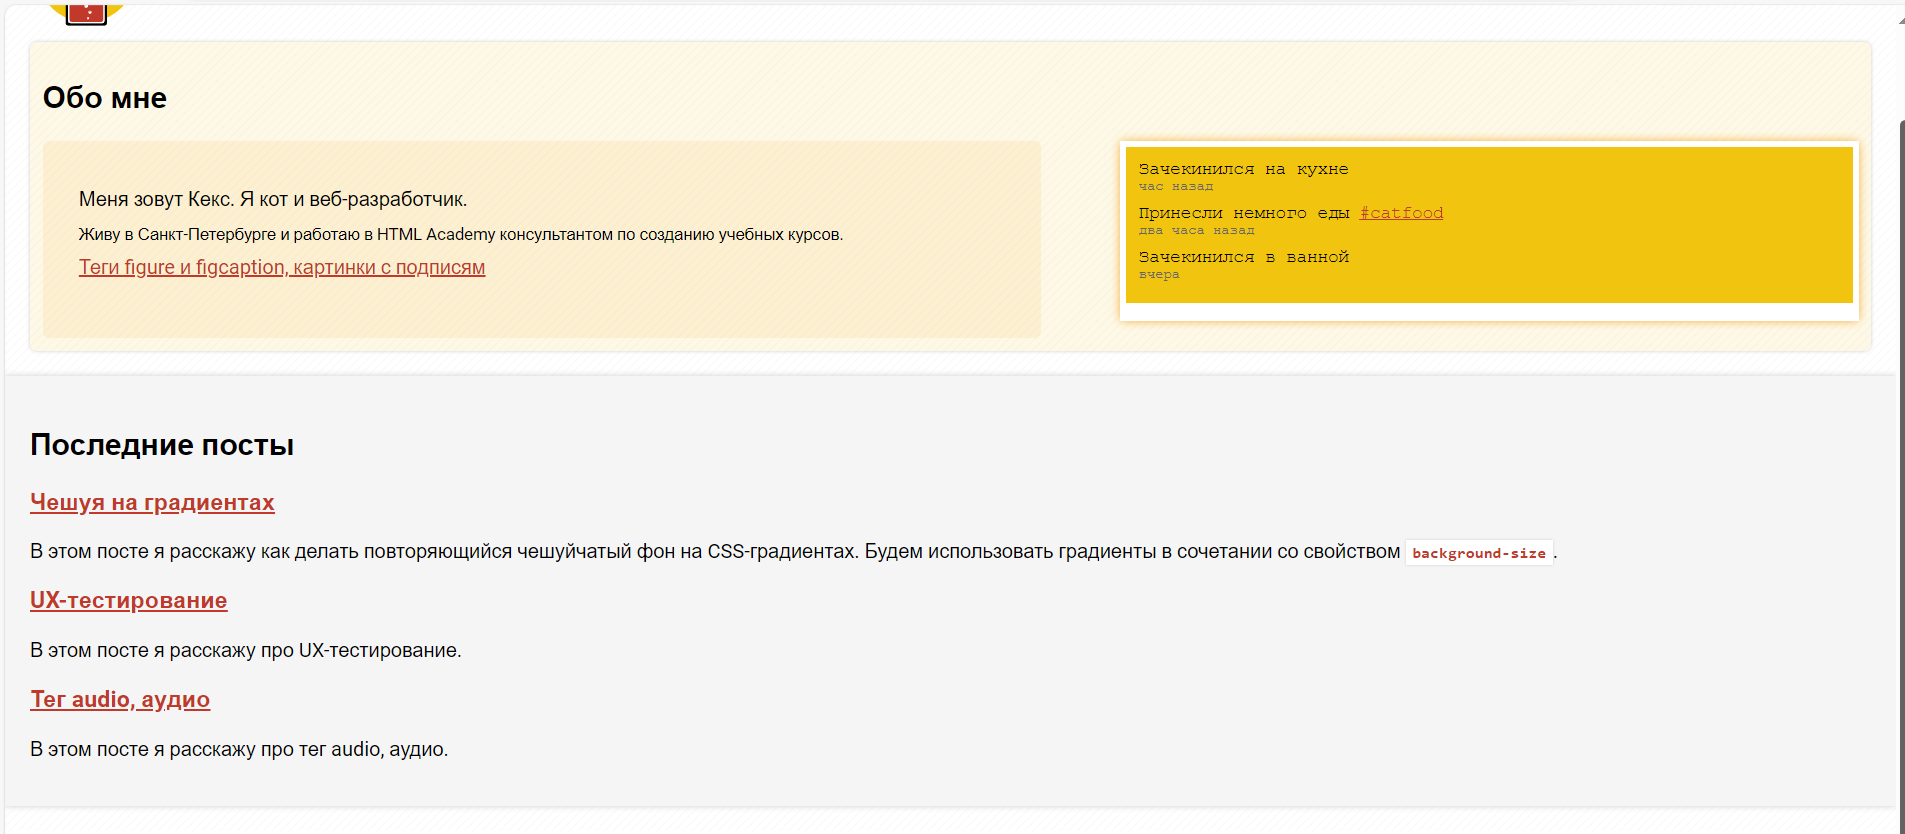 Обо мне
Меня зовут Кекс. Я кот и веб-разработчик.
Живу в Санкт-Петербурге и работаю в HTML Academy консультантом по созданию учебных курсов.
Теги figure и figcaption, картинки с подписям
Зачекинился на кухне
час назад
Принесли немного еды #catfood
два часа назад
Зачекинился в ванной
вчера
Последние посты
Чешуя на градиентах
В этом посте я расскажу как делать повторяющийся чешуйчатый фон на CSS-градиентах. Будем использовать градиенты в сочетании со свойством background-size.
UX-тестирование
В этом посте я расскажу про UX-тестирование.
Тег audio, аудио
В этом посте я расскажу про тег audio, аудио.